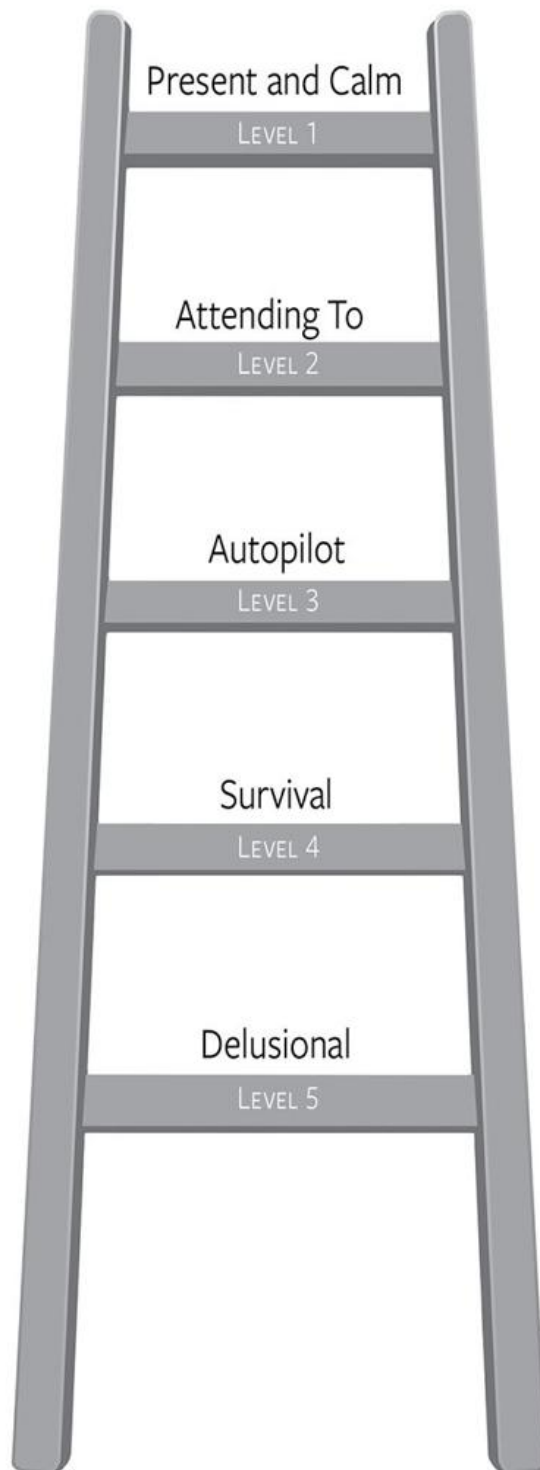 Present and Calm
LEVEL 1
Attending To
LEVEL 2
Autopilot
LEVEL 3
Survival
LEVEL 4
Delusional
LEVEL 5